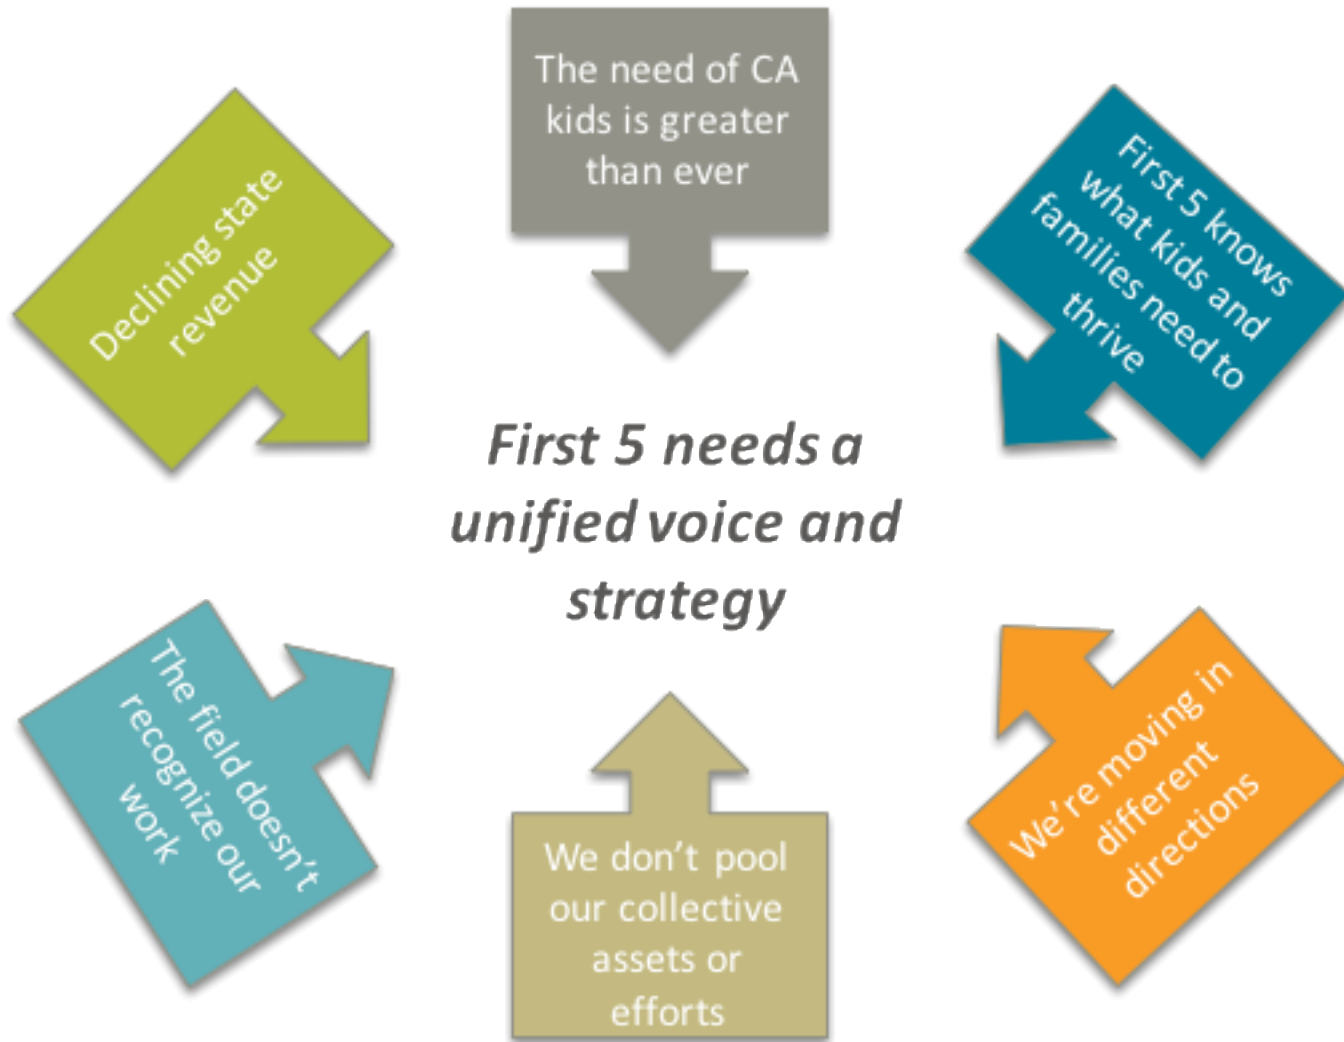 The need of CA
kids is greater
than ever
First 5 knows
what kids and
families need to
thrive
We're moving in
different
directions
We don't pool
our collective
assets or
efforts
The field doesn't
recognize our
work
Declining state
revenue
First 5 needs a
unified voice and
strategy